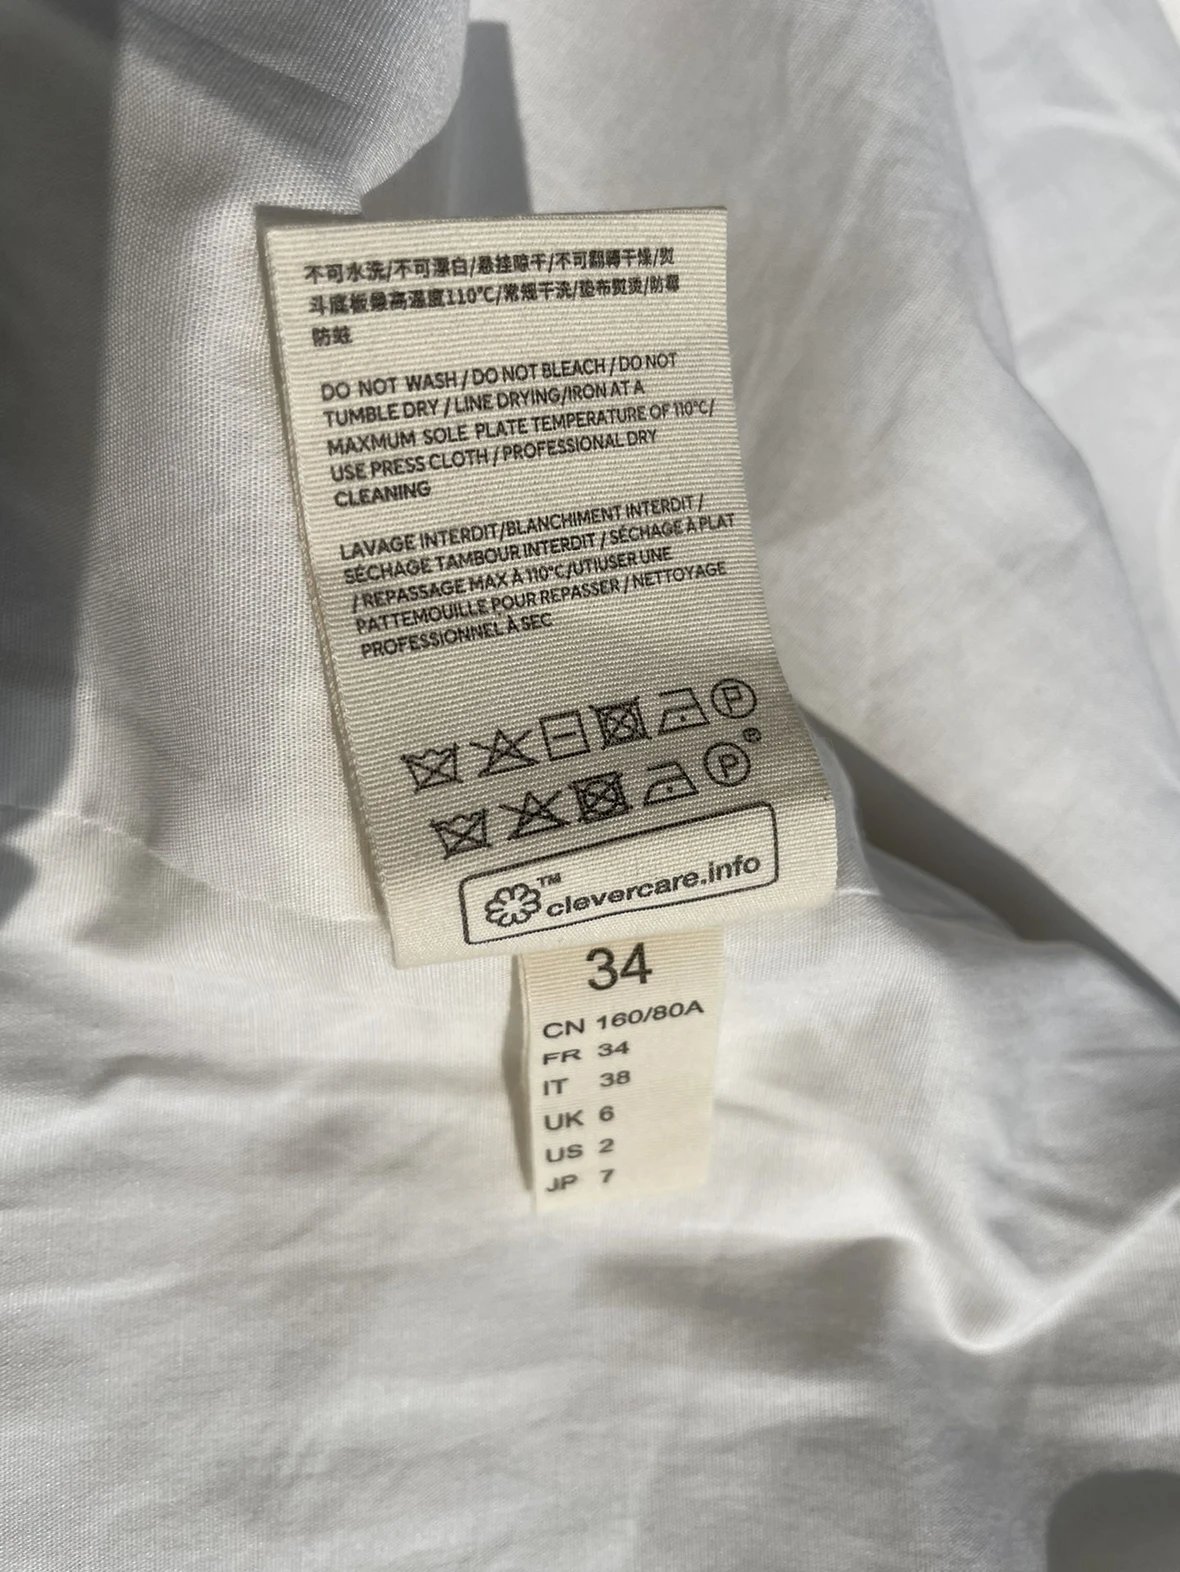 不可水洗/不可漂白/悬挂晾干/不可翻轉干燥/熨
斗底板最高温度110°C/常规干洗/垫布熨烫/防霉
防蛀
DO NOT WASH / DO NOT BLEACH / DO NOT
TUMBLE DRY / LINE DRYING/IRON AT A
MAXMUM SOLE PLATE TEMPERATURE OF 110°C/
USE PRESS CLOTH / PROFESSIONAL DRY
CLEANING
LAVAGE INTERDIT/BLANCHIMENT INTERDIT /
SÉCHAGE TAMBOUR INTERDIT / SÉCHAGE À PLAT
/ REPASSAGE MAX À 110°C/UTIUSER UNE
PATTEMOUILLE POUR REPASSER / NETTOYAGE
PROFESSIONNEL À SEC
P
P ®
™ clevercare.info
34
CN 160/80A
FR 34
IT 38
UK 6
US 2
JP 7